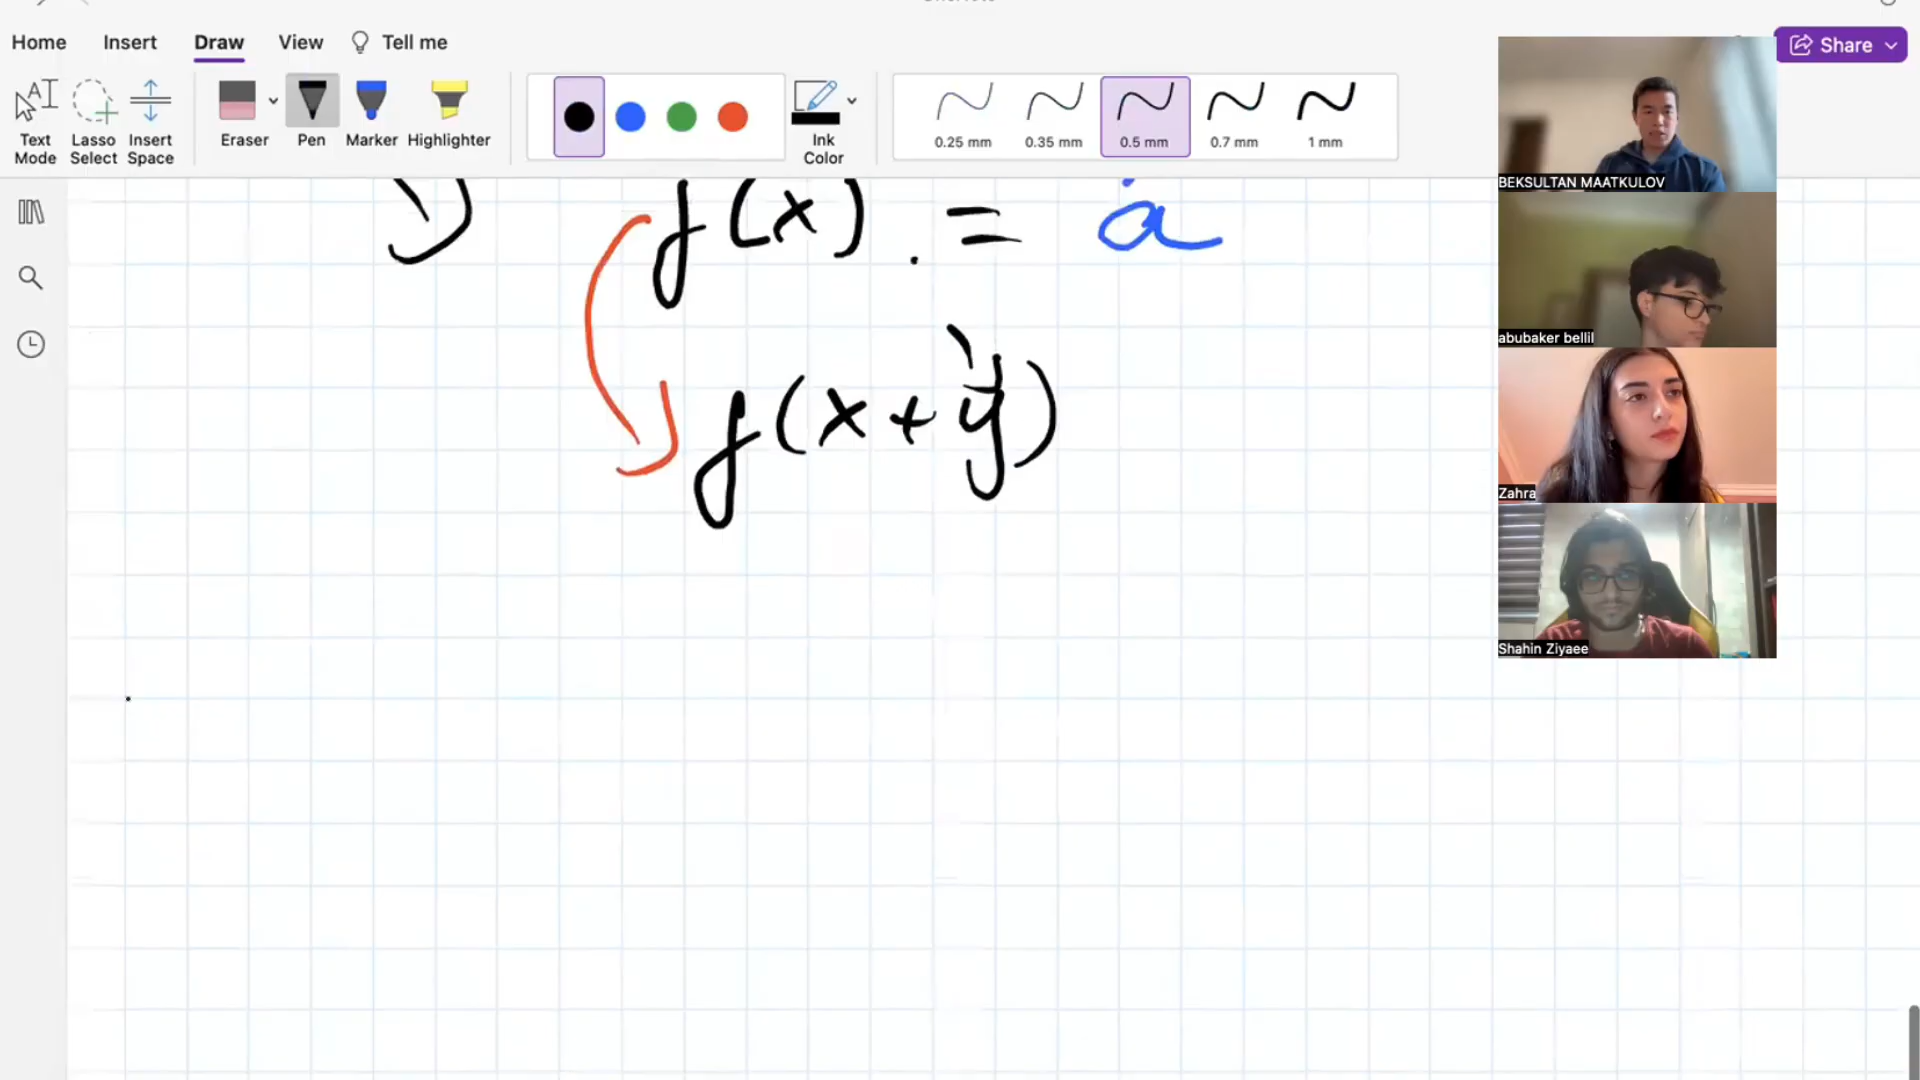 Home Insert Draw View Tell me
Share
Text Mode
Lasso Select
Insert Space
Eraser
Pen
Marker
Highlighter
Ink Color
0.25 mm
0.35 mm
0.5 mm
0.7 mm
1 mm
BEKSULTAN MAATKULOV
abubaker bellil
Zahra
Shahin Ziyaee
f(x) = a
f(x+y)